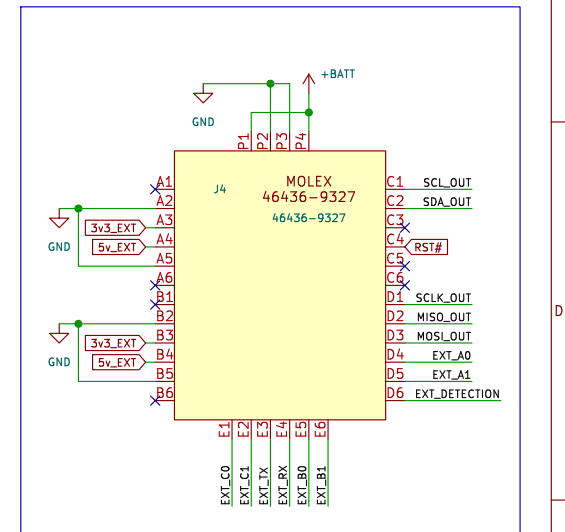 +BATT
GND
P1
P2
P3
P4
J4
MOLEX
46436-9327
46436-9327
A1
A2
A3
A4
A5
A6
B1
B2
B3
B4
B5
B6
GND
3v3_EXT
5v_EXT
GND
3v3_EXT
5v_EXT
C1 SCL_OUT
C2 SDA_OUT
C3
C4 RST#
C5
C6
D1 SCLK_OUT
D2 MISO_OUT
D3 MOSI_OUT
D4 EXT_A0
D5 EXT_A1
D6 EXT_DETECTION
D
E1
E2
E3
E4
E5
E6
EXT_C0
EXT_C1
EXT_TX
EXT_RX
EXT_B0
EXT_B1